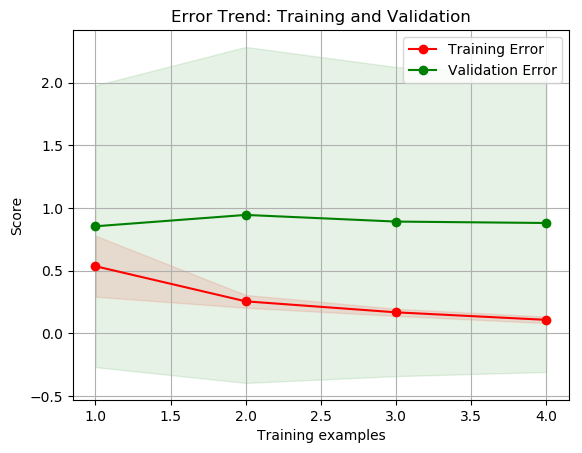 Error Trend: Training and Validation
Training Error
Validation Error
Score
2.0
1.5
1.0
0.5
0.0
−0.5
1.0 1.5 2.0 2.5 3.0 3.5 4.0
Training examples